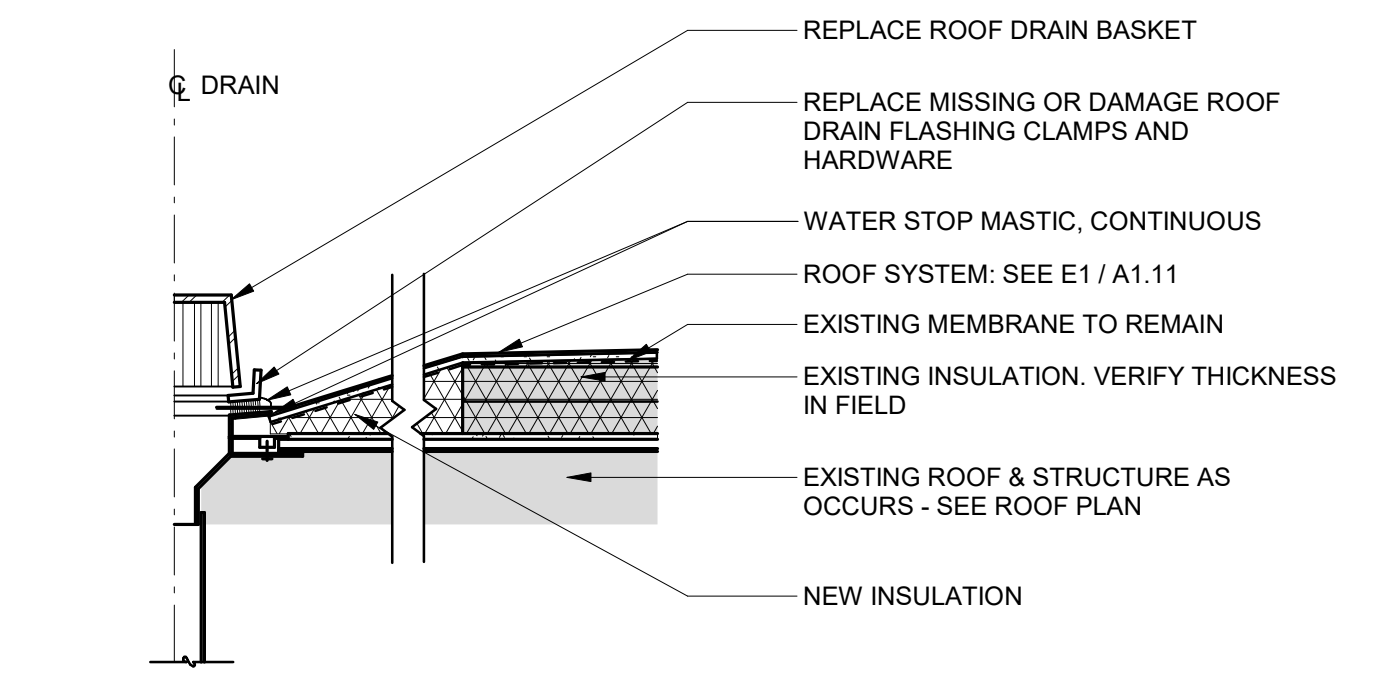 REPLACE ROOF DRAIN BASKET
℄ DRAIN
REPLACE MISSING OR DAMAGE ROOF
DRAIN FLASHING CLAMPS AND
HARDWARE
WATER STOP MASTIC, CONTINUOUS
ROOF SYSTEM: SEE E1 / A1.11
EXISTING MEMBRANE TO REMAIN
EXISTING INSULATION. VERIFY THICKNESS
IN FIELD
EXISTING ROOF & STRUCTURE AS
OCCURS - SEE ROOF PLAN
NEW INSULATION